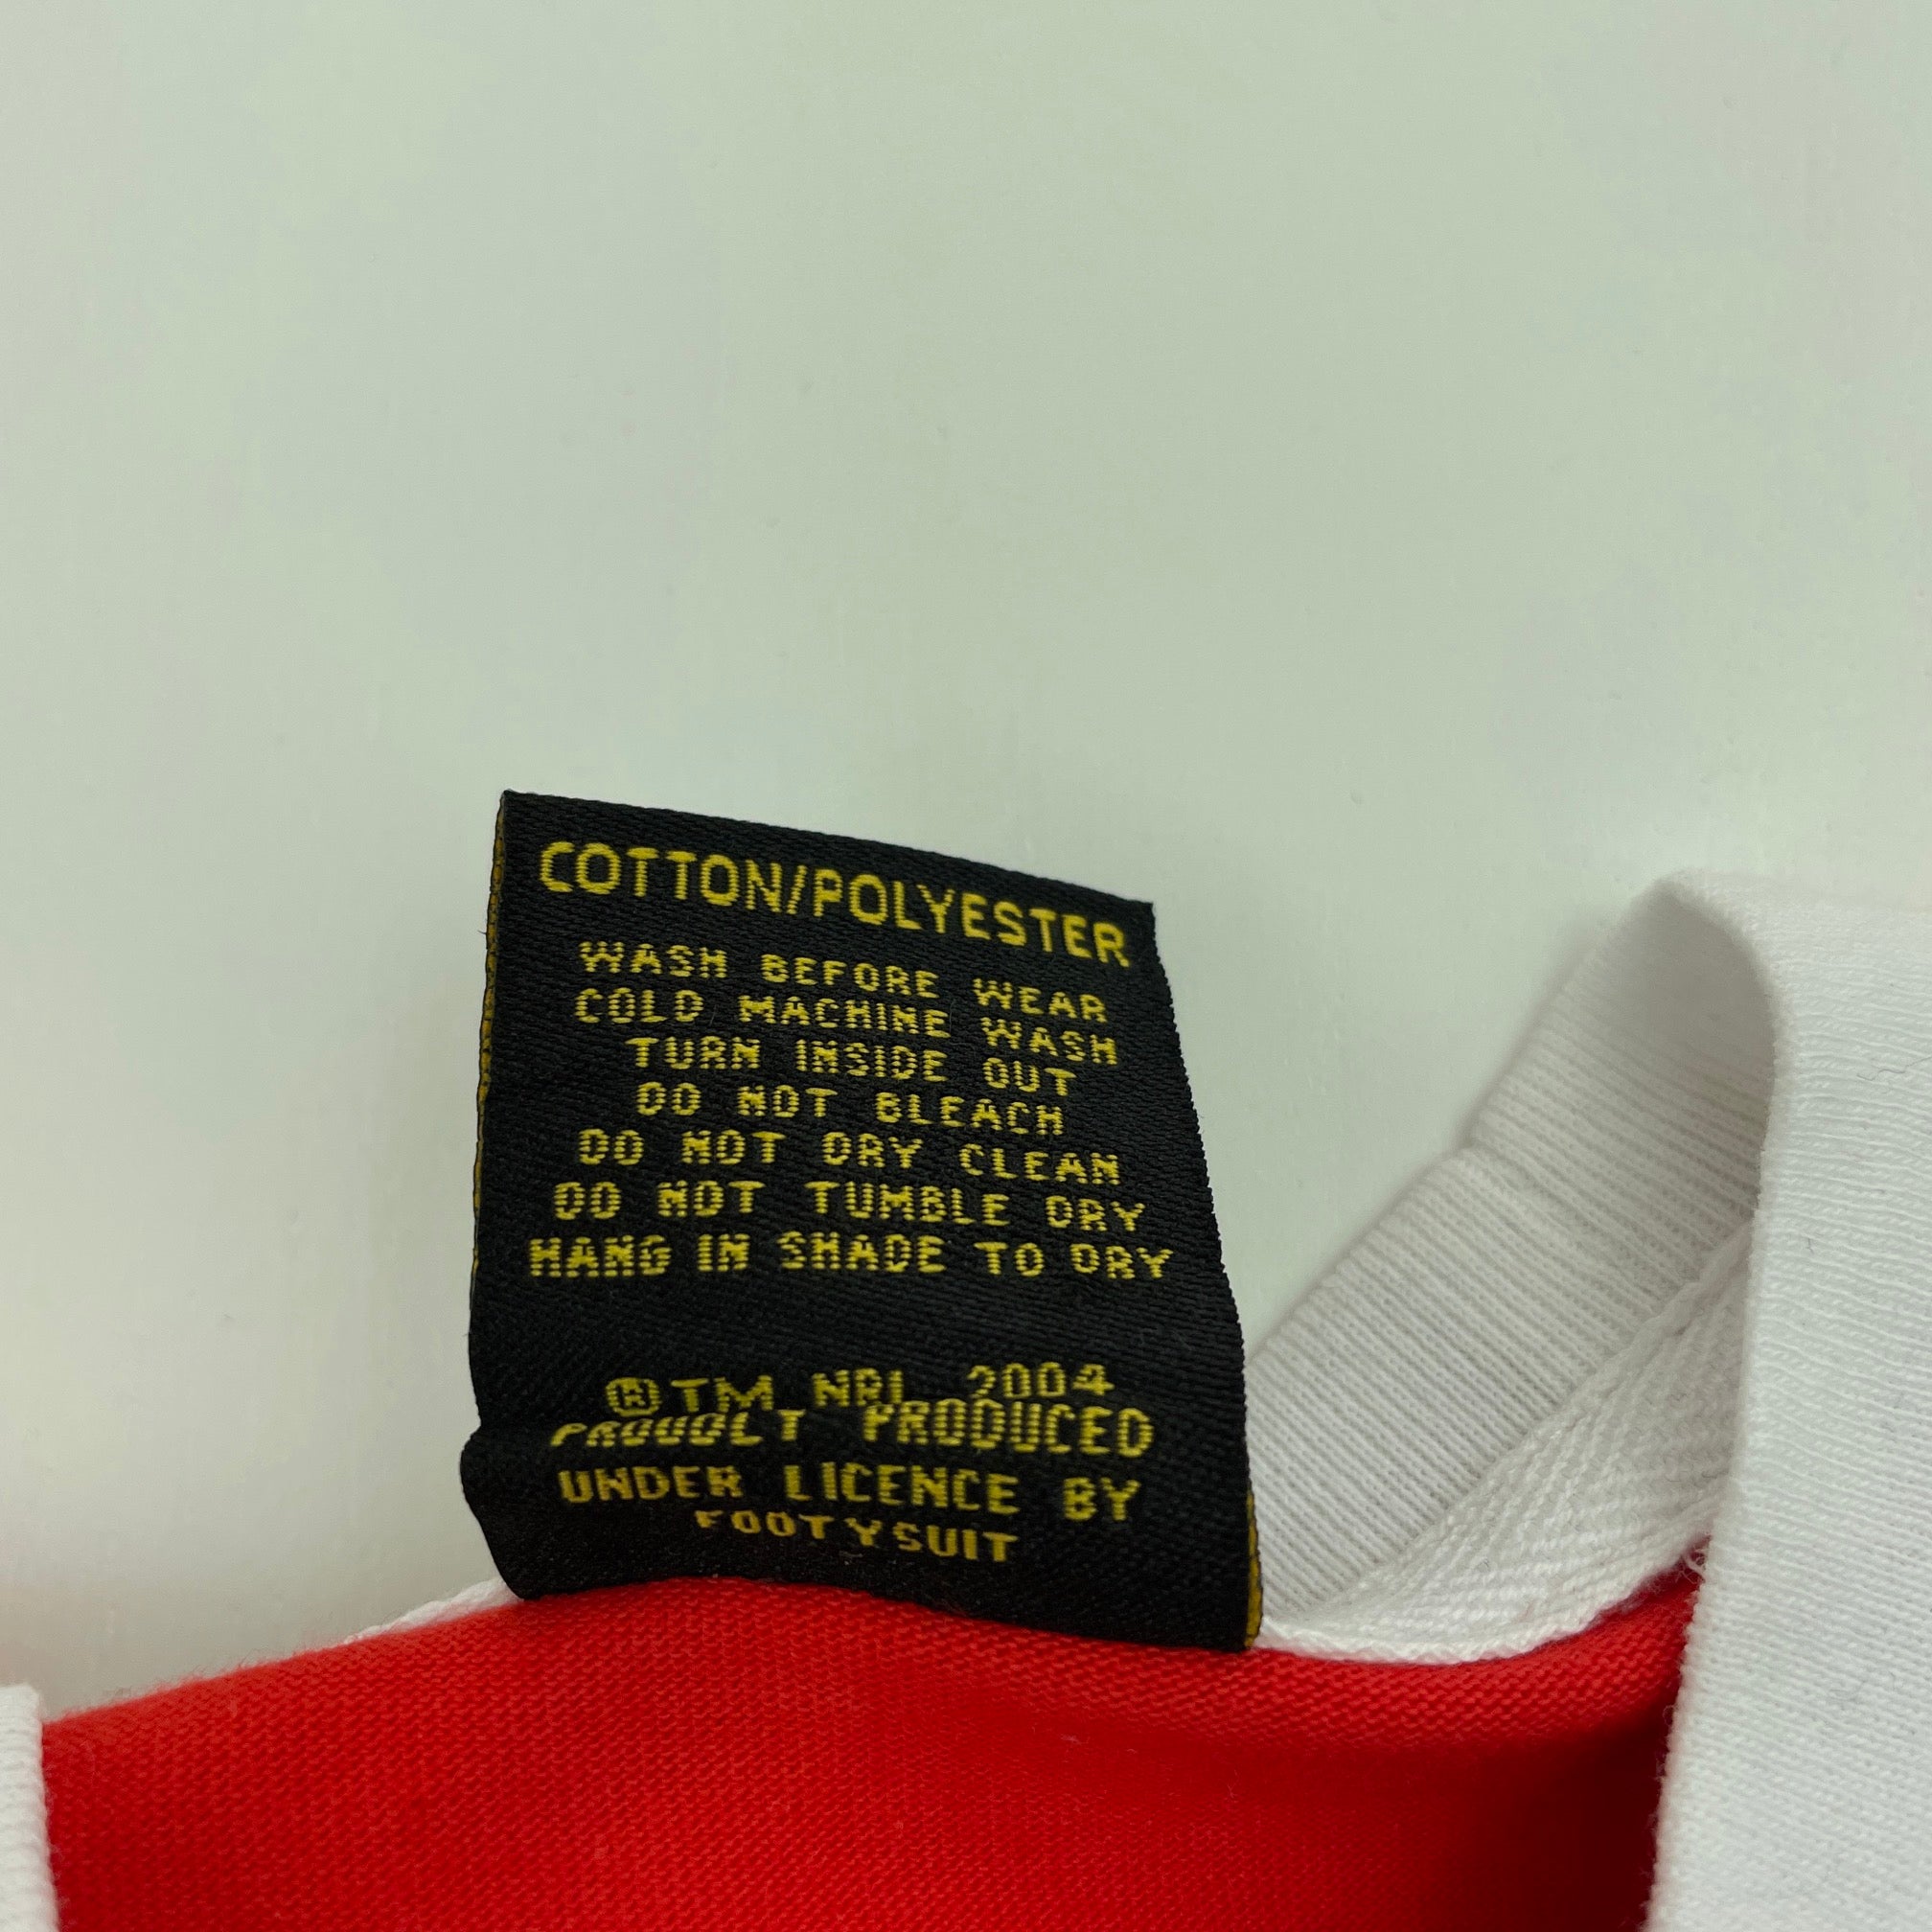 COTTON/POLYESTER
WASH BEFORE WEAR
COLD MACHINE WASH
TURN INSIDE OUT
DO NOT BLEACH
DO NOT DRY CLEAN
DO NOT TUMBLE DRY
HANG IN SHADE TO DRY
®TM NRL 2004
PROUDLY PRODUCED
UNDER LICENCE BY
FOOTYSUIT